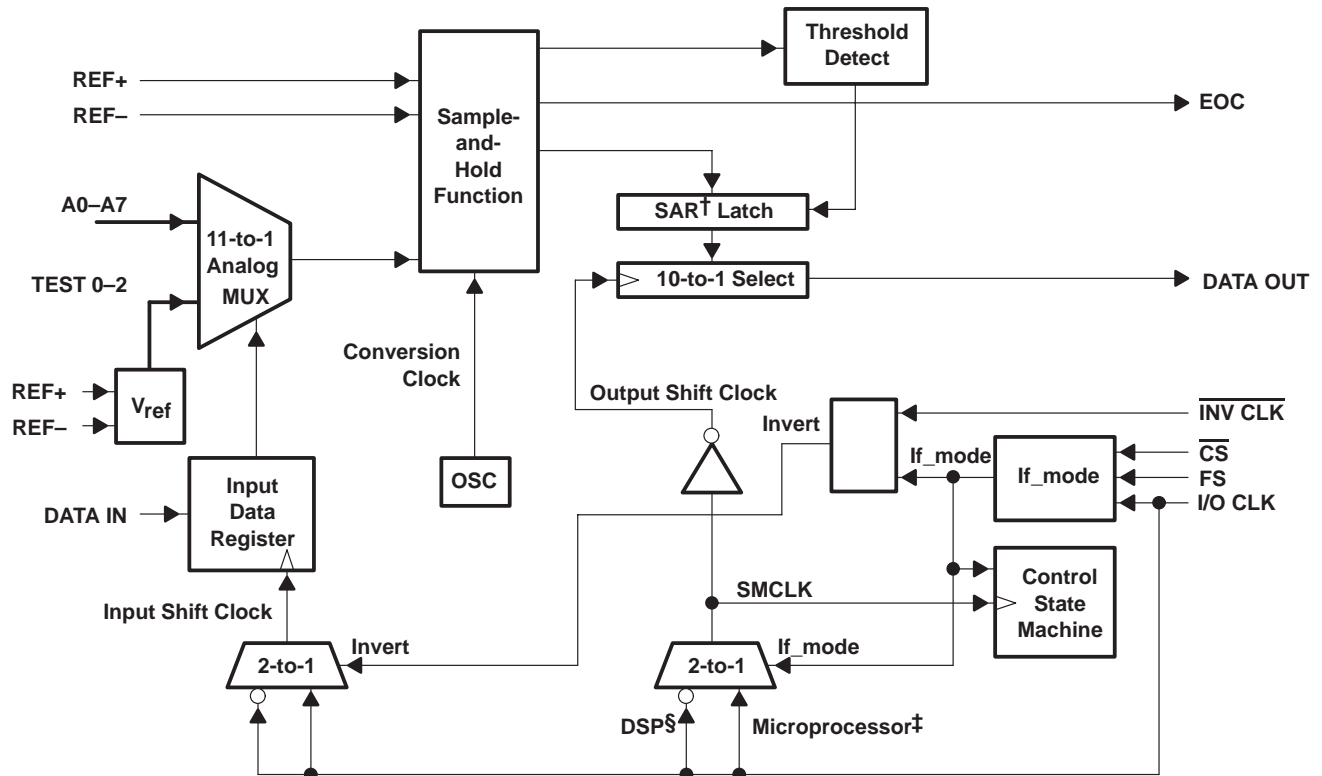 Threshold
Detect
REF+
REF–
Sample-
and-
Hold
Function
EOC
A0–A7
SAR† Latch
11-to-1
Analog
MUX
TEST 0–2
10-to-1 Select
DATA OUT
Conversion
Clock
REF+
REF–
Vref
Output Shift Clock
Invert
INV CLK
If_mode
If_mode
CS
FS
I/O CLK
OSC
Input
Data
Register
DATA IN
Control
State
Machine
SMCLK
Input Shift Clock
2-to-1
Invert
2-to-1
If_mode
DSP§
Microprocessor‡